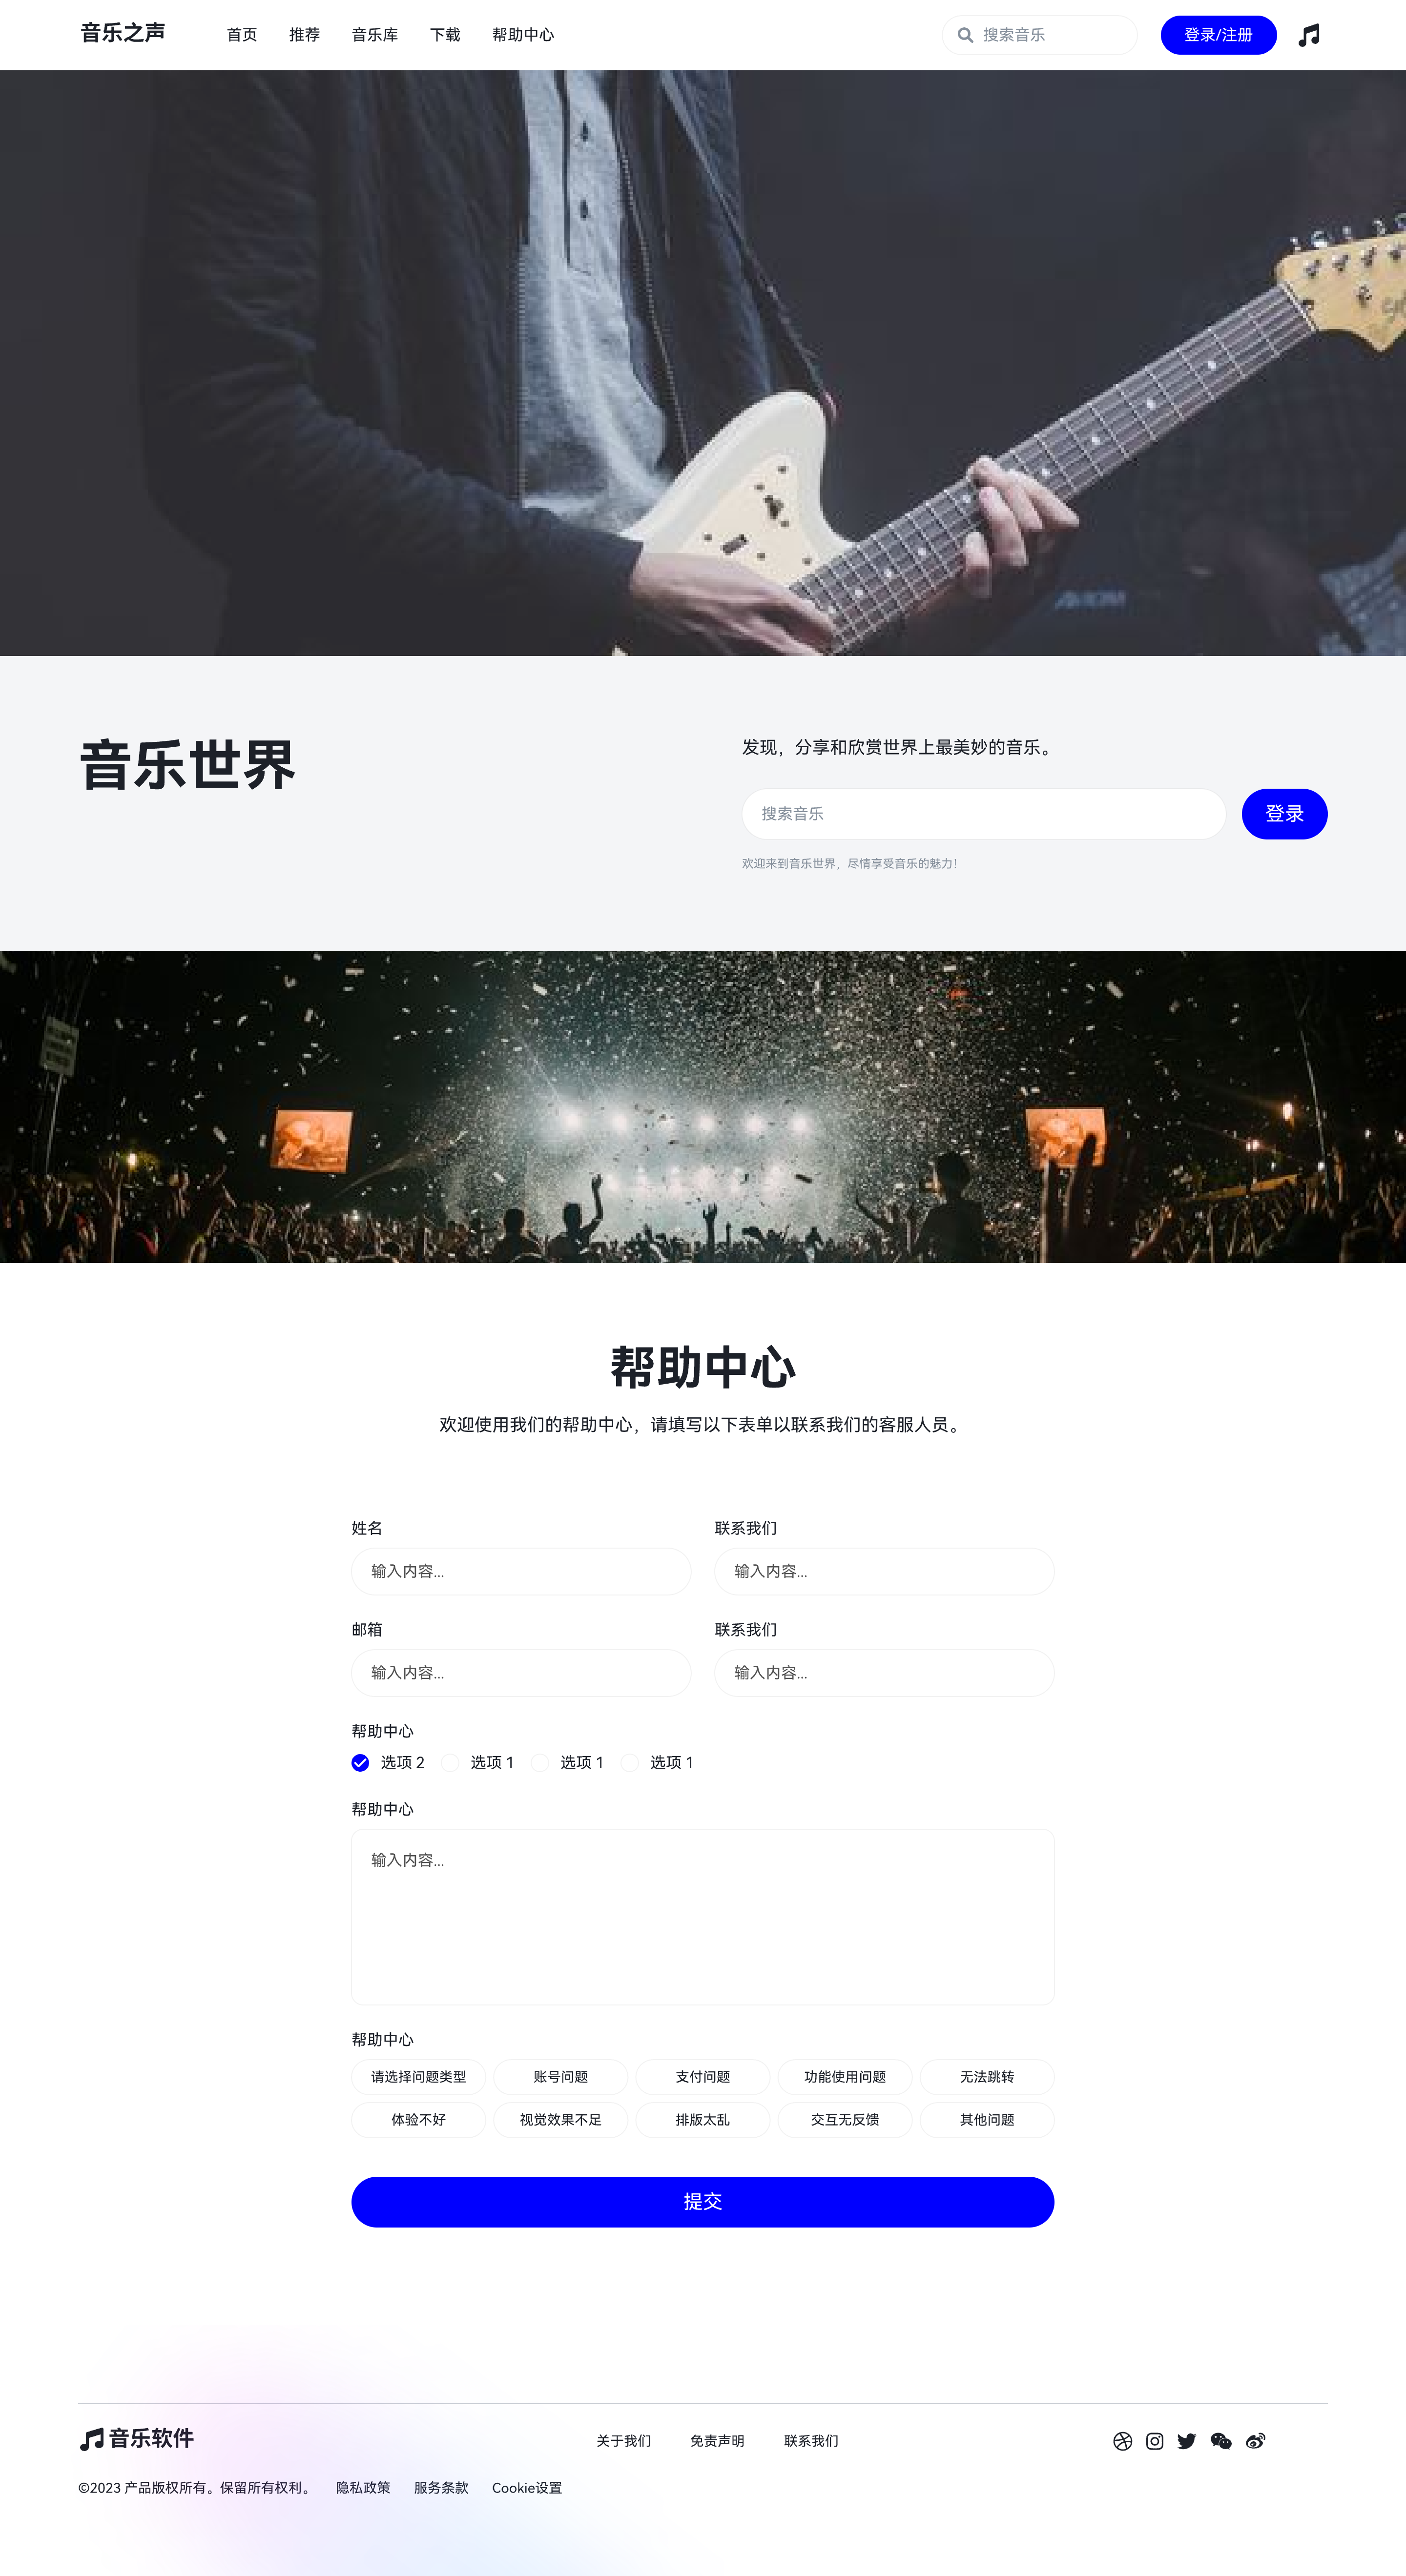 音乐之声 首页 推荐 音乐库 下载 帮助中心 搜索音乐 登录/注册
音乐世界
发现，分享和欣赏世界上最美妙的音乐。
搜索音乐 登录
欢迎来到音乐世界，尽情享受音乐的魅力！
帮助中心
欢迎使用我们的帮助中心，请填写以下表单以联系我们的客服人员。
姓名 联系我们
输入内容... 输入内容...
邮箱 联系我们
输入内容... 输入内容...
帮助中心
选项 2 选项 1 选项 1 选项 1
帮助中心
输入内容...
帮助中心
请选择问题类型 账号问题 支付问题 功能使用问题 无法跳转
体验不好 视觉效果不足 排版太乱 交互无反馈 其他问题
提交
音乐软件 关于我们 免责声明 联系我们
©2023 产品版权所有。保留所有权利。 隐私政策 服务条款 Cookie设置